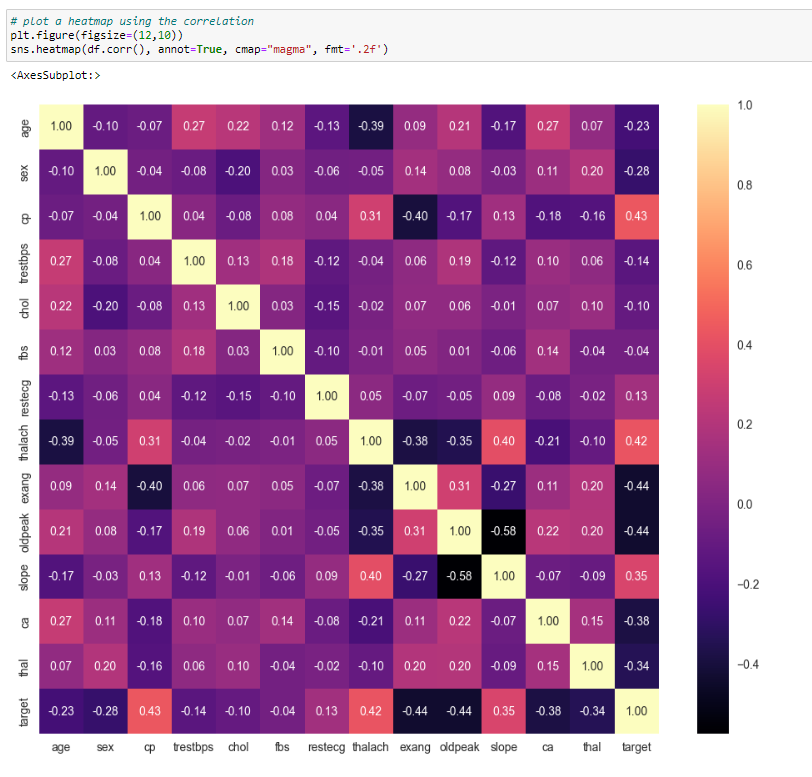 # plot a heatmap using the correlation
plt.figure(figsize=(12,10))
sns.heatmap(df.corr(), annot=True, cmap="magma", fmt='.2f')
<AxesSubplot:>
age 1.00 -0.10 -0.07 0.27 0.22 0.12 -0.13 -0.39 0.09 0.21 -0.17 0.27 0.07 -0.23
sex -0.10 1.00 -0.04 -0.08 -0.20 0.03 -0.06 -0.05 0.14 0.08 -0.03 0.11 0.20 -0.28
cp -0.07 -0.04 1.00 0.04 -0.08 0.08 0.04 0.31 -0.40 -0.17 0.13 -0.18 -0.16 0.43
trestbps 0.27 -0.08 0.04 1.00 0.13 0.18 -0.12 -0.04 0.06 0.19 -0.12 0.10 0.06 -0.14
chol 0.22 -0.20 -0.08 0.13 1.00 0.03 -0.15 -0.02 0.07 0.06 -0.01 0.07 0.10 -0.10
fbs 0.12 0.03 0.08 0.18 0.03 1.00 -0.10 -0.01 0.05 0.01 -0.06 0.14 -0.04 -0.04
restecg -0.13 -0.06 0.04 -0.12 -0.15 -0.10 1.00 0.05 -0.07 -0.05 0.09 -0.08 -0.02 0.13
thalach -0.39 -0.05 0.31 -0.04 -0.02 -0.01 0.05 1.00 -0.38 -0.35 0.40 -0.21 -0.10 0.42
exang 0.09 0.14 -0.40 0.06 0.07 0.05 -0.07 -0.38 1.00 0.31 -0.27 0.11 0.20 -0.44
oldpeak 0.21 0.08 -0.17 0.19 0.06 0.01 -0.05 -0.35 0.31 1.00 -0.58 0.22 0.20 -0.44
slope -0.17 -0.03 0.13 -0.12 -0.01 -0.06 0.09 0.40 -0.27 -0.58 1.00 -0.07 -0.09 0.35
ca 0.27 0.11 -0.18 0.10 0.07 0.14 -0.08 -0.21 0.11 0.22 -0.07 1.00 0.15 -0.38
thal 0.07 0.20 -0.16 0.06 0.10 -0.04 -0.02 -0.10 0.20 0.20 -0.09 0.15 1.00 -0.34
target -0.23 -0.28 0.43 -0.14 -0.10 -0.04 0.13 0.42 -0.44 -0.44 0.35 -0.38 -0.34 1.00
age sex cp trestbps chol fbs restecg thalach exang oldpeak slope ca thal target
1.0
0.8
0.6
0.4
0.2
0.0
−0.2
−0.4